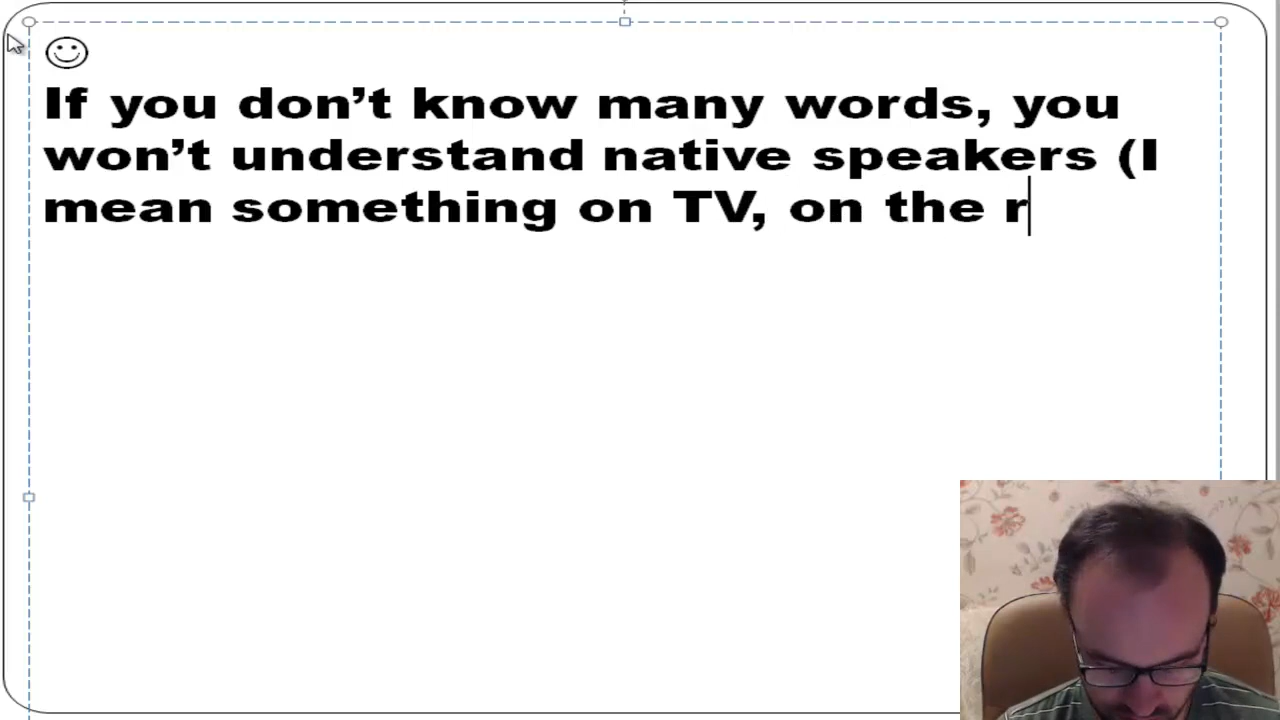 If you don’t know many words, you
won’t understand native speakers (I
mean something on TV, on the r